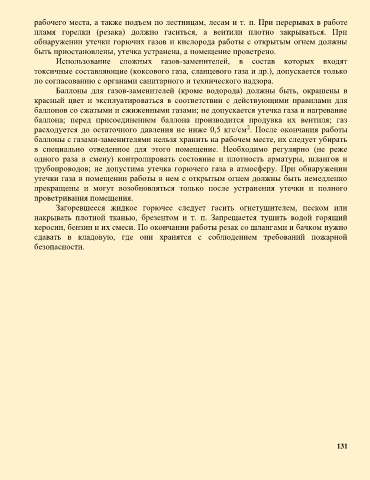 рабочего места, а также подъем по лестницам, лесам и т. п. При перерывах в работе
пламя горелки (резака) должно гаситься, а вентили плотно закрываться. При
обнаружении утечки горючих газов и кислорода работы с открытым огнем должны
быть приостановлены, утечка устранена, а помещение проветрено.
Использование сложных газов-заменителей, в состав которых входят
токсичные составляющие (коксового газа, сланцевого газа и др.), допускается только
по согласованию с органами санитарного и технического надзора.
Баллоны для газов-заменителей (кроме водорода) должны быть, окрашены в
красный цвет и эксплуатироваться в соответствии с действующими правилами для
баллонов со сжатыми и сжиженными газами; не допускается утечка газа и нагревание
баллона; перед присоединением баллона производится продувка их вентиля; газ
расходуется до остаточного давления не ниже 0,5 кгс/см². После окончания работы
баллоны с газами-заменителями нельзя хранить на рабочем месте, их следует убирать
в специально отведенное для этого помещение. Необходимо регулярно (не реже
одного раза в смену) контролировать состояние и плотность арматуры, шлангов и
трубопроводов; не допустима утечка горючего газа в атмосферу. При обнаружении
утечки газа в помещении работы в нем с открытым огнем должны быть немедленно
прекращены и могут возобновляться только после устранения утечки и полного
проветривания помещения.
Загоревшееся жидкое горючее следует гасить огнетушителем, песком или
накрывать плотной тканью, брезентом и т. п. Запрещается тушить водой горящий
керосин, бензин и их смеси. По окончании работы резак со шлангами и бачком нужно
сдавать в кладовую, где они хранятся с соблюдением требований пожарной
безопасности.
131